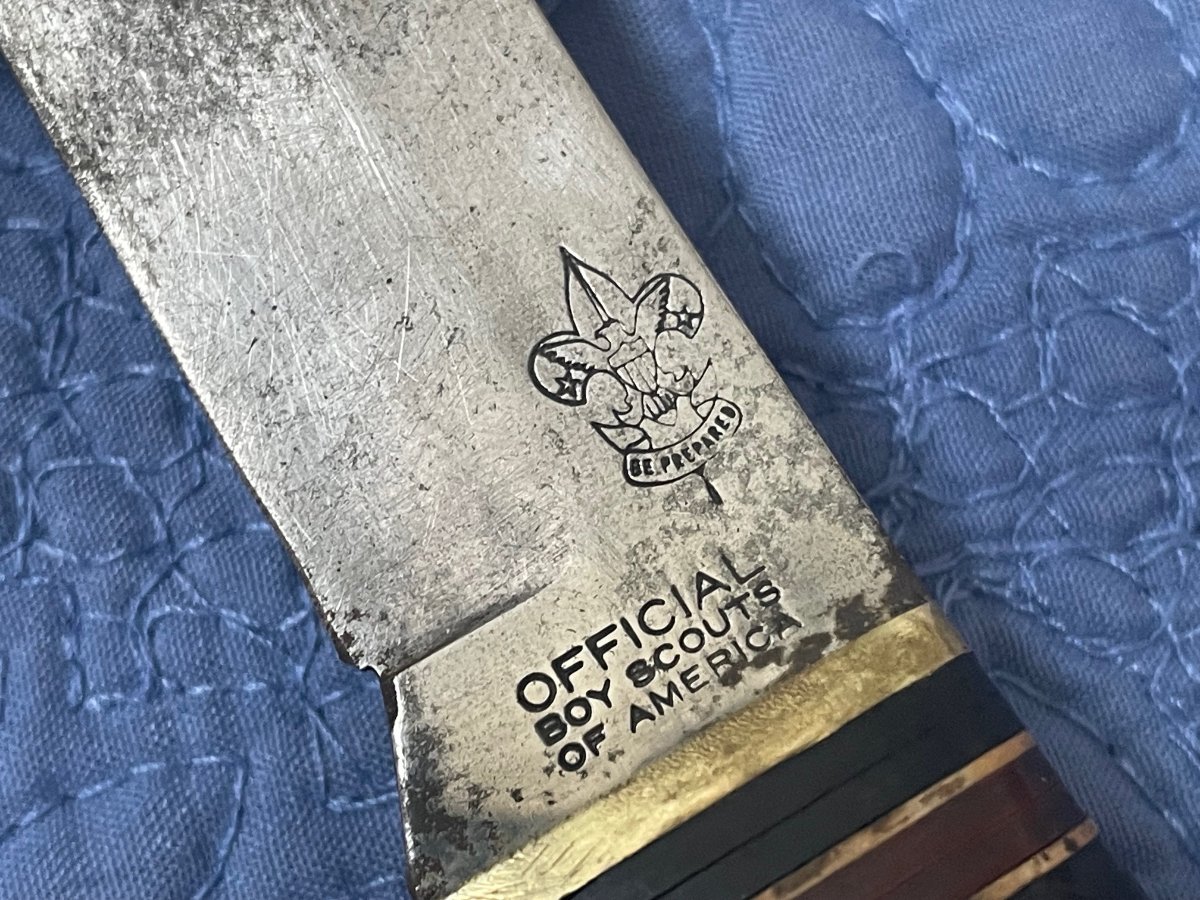 BE PREPARED
OFFICIAL
BOY SCOUTS
OF AMERICA